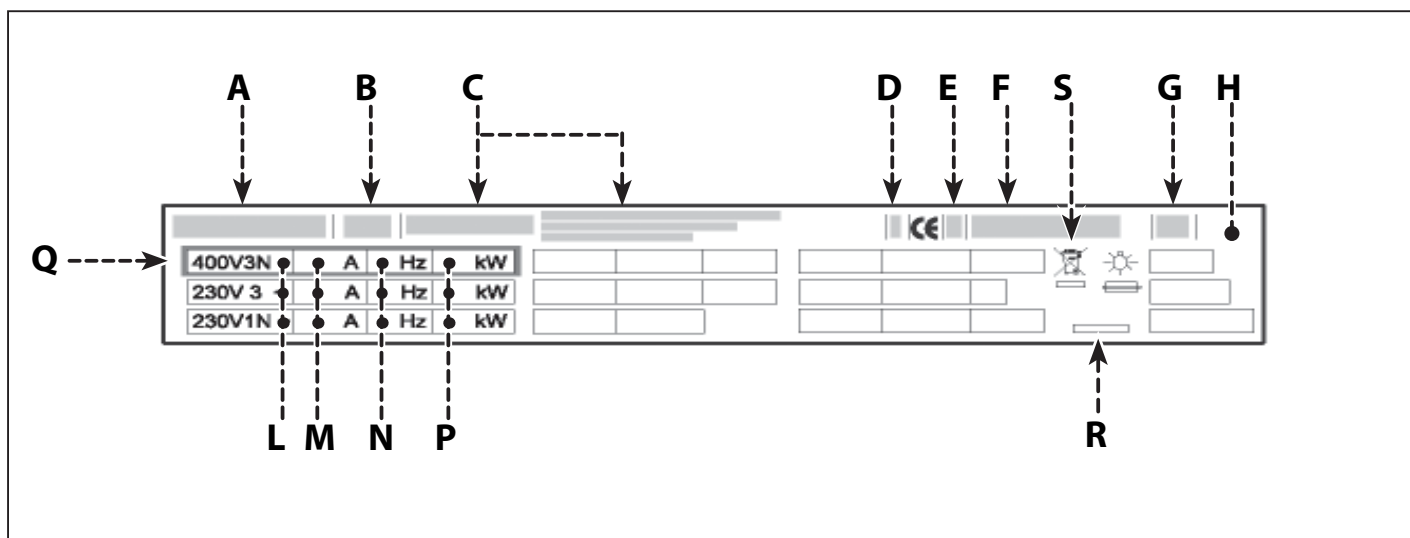 A B C D E F S G H
CE
Q
400V3N A Hz kW
230V 3 A Hz kW
230V1N A Hz kW
L M N P R